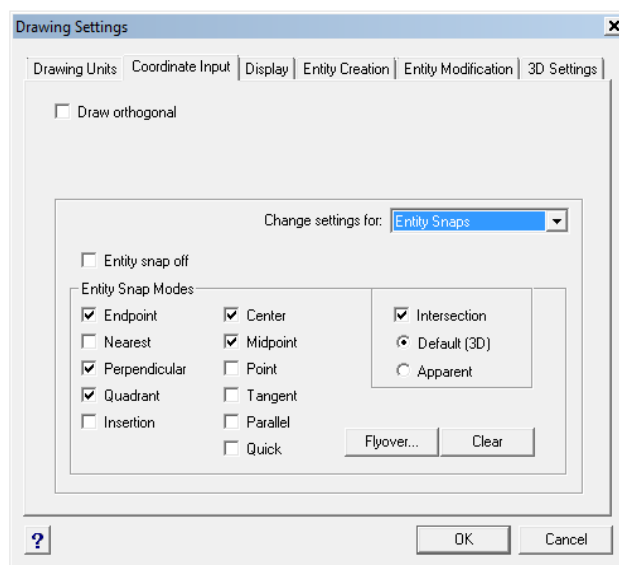 Drawing Settings
Drawing Units Coordinate Input Display Entity Creation Entity Modification 3D Settings
Draw orthogonal
Change settings for: Entity Snaps
Entity snap off
Entity Snap Modes
Endpoint Center Intersection
Nearest Midpoint Default (3D)
Perpendicular Point Apparent
Quadrant Tangent
Insertion Parallel
Quick Flyover... Clear
? OK Cancel